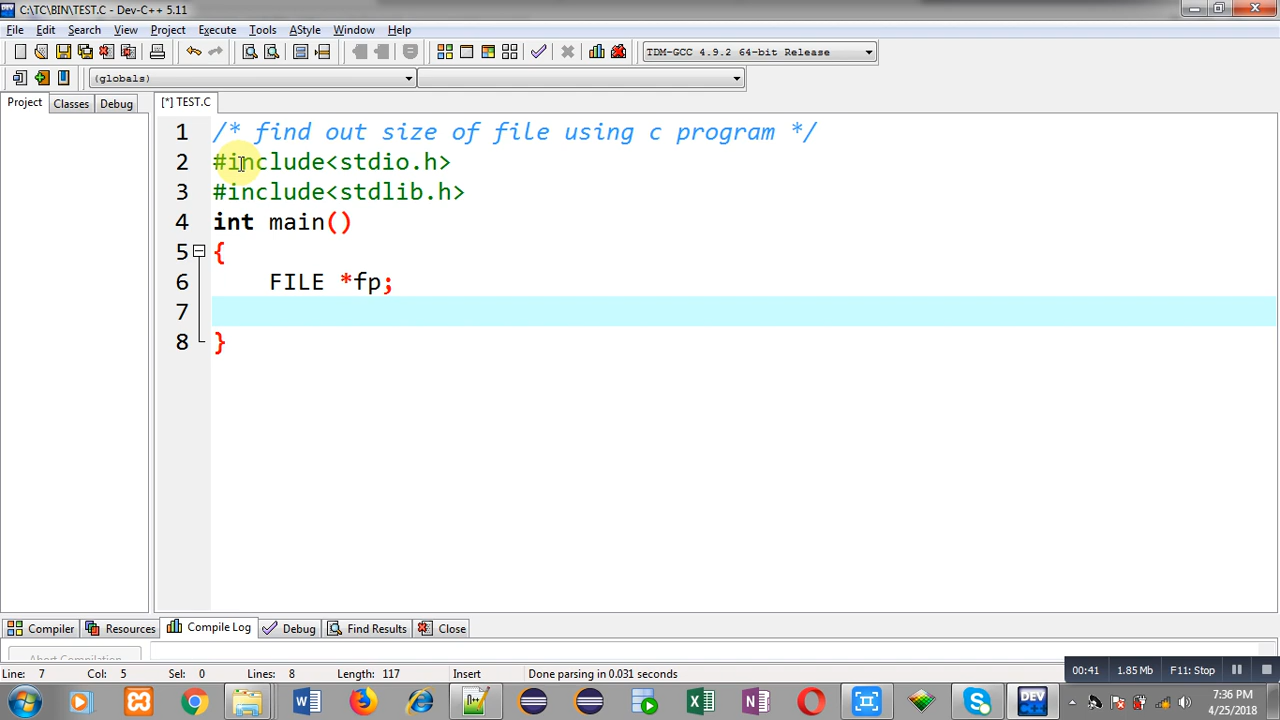 C:\TC\BIN\TEST.C - Dev-C++ 5.11
File Edit Search View Project Execute Tools AStyle Window Help
TDM-GCC 4.9.2 64-bit Release
(globals)
Project Classes Debug [*] TEST.C
1 /* find out size of file using c program */
2 #include<stdio.h>
3 #include<stdlib.h>
4 int main()
5 {
6 FILE *fp;
7
8 }
Compiler Resources Compile Log Debug Find Results Close
Abort Compilation
Line: 7 Col: 5 Sel: 0 Lines: 8 Length: 117 Insert Done parsing in 0.031 seconds
00:41 1.85 Mb F11: Stop
DEV
7:36 PM
4/25/2018